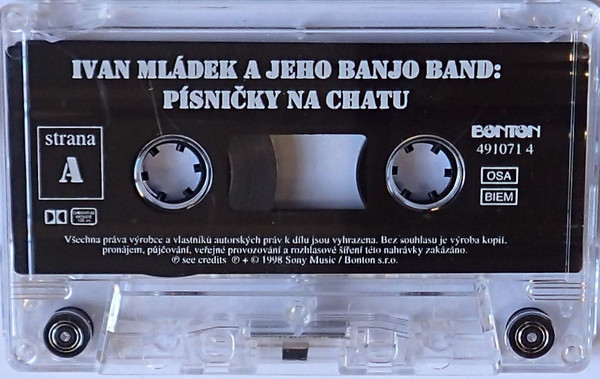 IVAN MLÁDEK A JEHO BANJO BAND:
PÍSNIČKY NA CHATU
strana
A
BONTON
491071 4
OSA
BIEM
Všechna práva výrobce a vlastníků autorských práv k dílu jsou vyhrazena. Bez souhlasu je výroba kopií,
pronájem, půjčování, veřejné provozování a rozhlasové šíření této nahrávky zakázáno.
℗ see credits ℗ + © 1998 Sony Music / Bonton s.r.o.